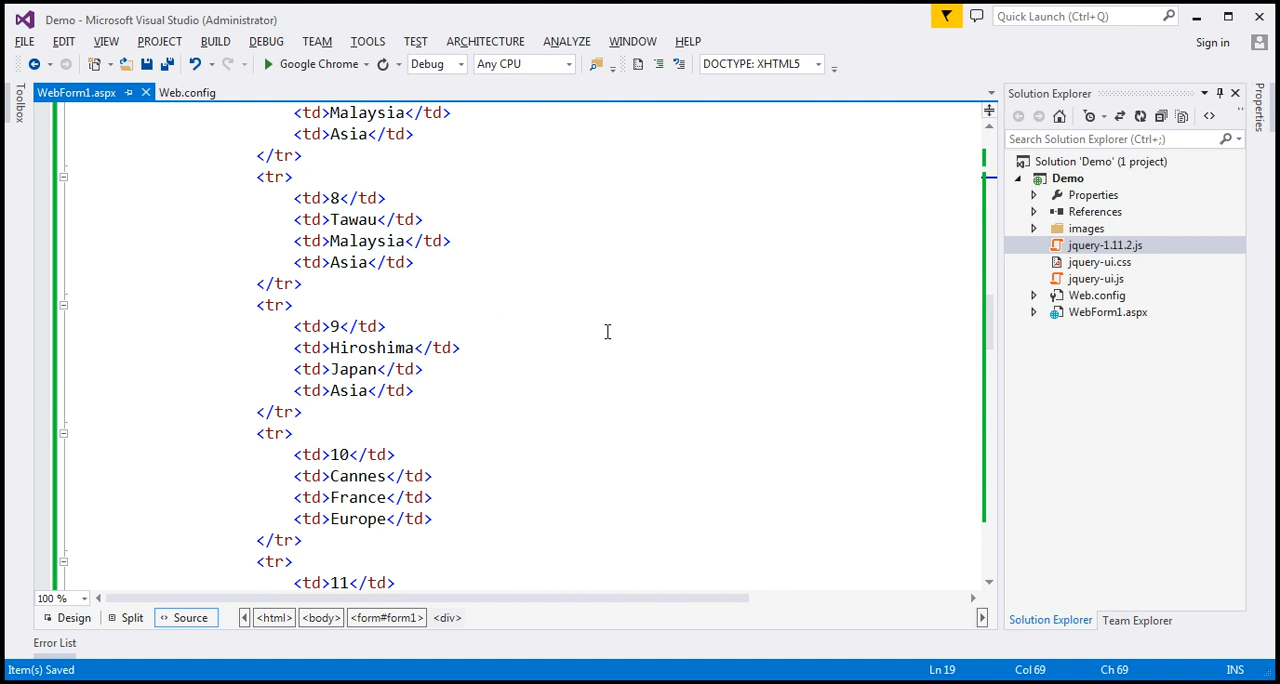 Demo - Microsoft Visual Studio (Administrator)
Quick Launch (Ctrl+Q)
FILE EDIT VIEW PROJECT BUILD DEBUG TEAM TOOLS TEST ARCHITECTURE ANALYZE WINDOW HELP
Sign in
Google Chrome Debug Any CPU DOCTYPE: XHTML5
Toolbox
WebForm1.aspx Web.config
<td>Malaysia</td>
<td>Asia</td>
</tr>
<tr>
<td>8</td>
<td>Tawau</td>
<td>Malaysia</td>
<td>Asia</td>
</tr>
<tr>
<td>9</td>
<td>Hiroshima</td>
<td>Japan</td>
<td>Asia</td>
</tr>
<tr>
<td>10</td>
<td>Cannes</td>
<td>France</td>
<td>Europe</td>
</tr>
<tr>
<td>11</td>
100 %
Design Split Source <html> <body> <form#form1> <div>
Solution Explorer
Search Solution Explorer (Ctrl+;)
Solution 'Demo' (1 project)
Demo
Properties
References
images
jquery-1.11.2.js
jquery-ui.css
jquery-ui.js
Web.config
WebForm1.aspx
Solution Explorer Team Explorer
Properties
Error List
Item(s) Saved Ln 19 Col 69 Ch 69 INS